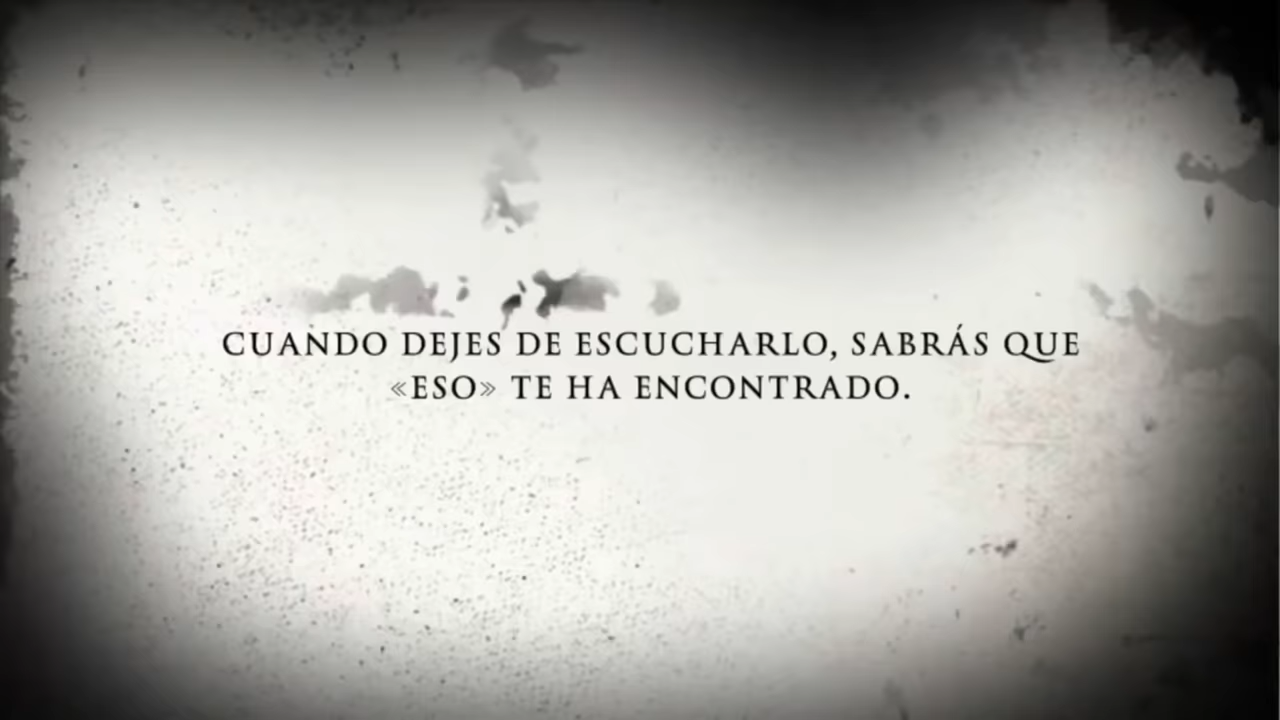 CUANDO DEJES DE ESCUCHARLO, SABRÁS QUE
«ESO» TE HA ENCONTRADO.